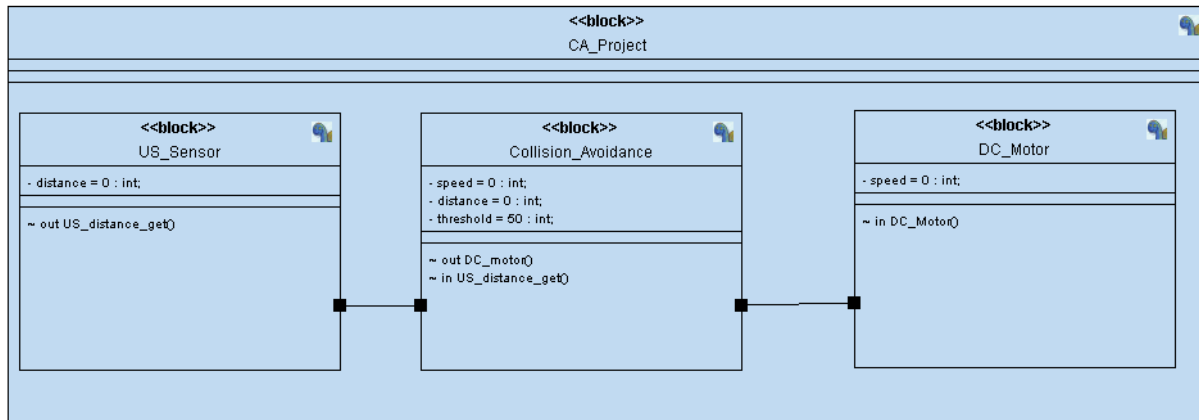 <<block>>
CA_Project
<<block>>
US_Sensor
- distance = 0 : int;
~ out US_distance_get()
<<block>>
Collision_Avoidance
- speed = 0 : int;
- distance = 0 : int;
- threshold = 50 : int;
~ out DC_motor()
~ in US_distance_get()
<<block>>
DC_Motor
- speed = 0 : int;
~ in DC_Motor()